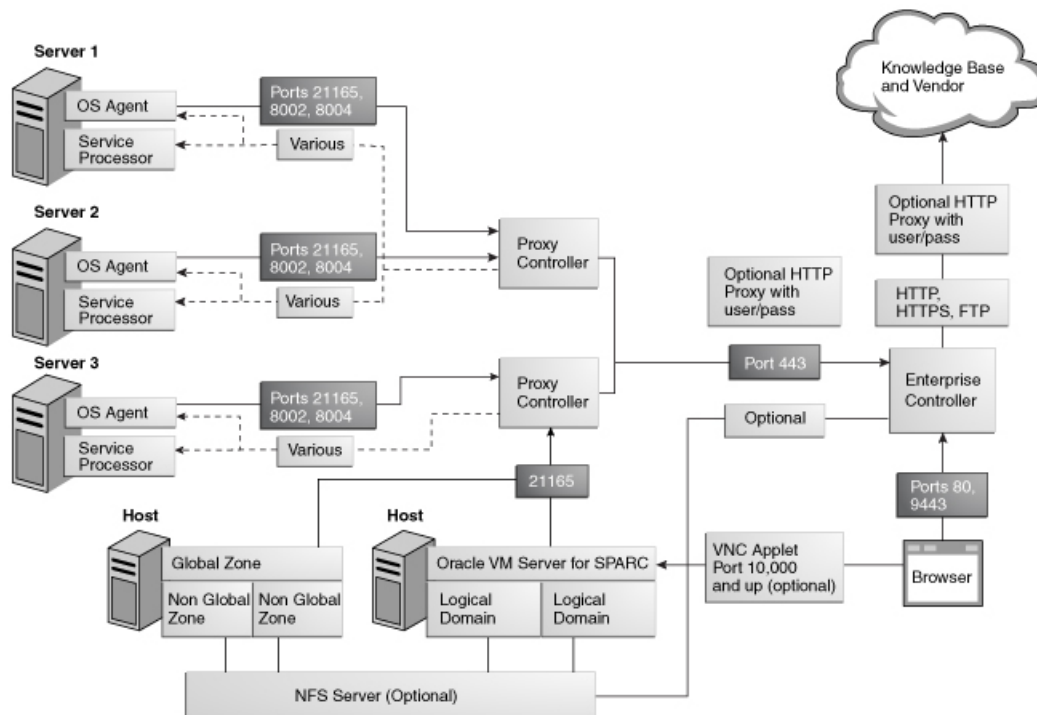 Server 1
OS Agent
Service
Processor
Ports 21165,
8002, 8004
Various
Server 2
OS Agent
Service
Processor
Ports 21165,
8002, 8004
Various
Proxy
Controller
Server 3
OS Agent
Service
Processor
Ports 21165,
8002, 8004
Various
Proxy
Controller
21165
Knowledge Base
and Vendor
Optional HTTP
Proxy with
user/pass
HTTP,
HTTPS, FTP
Optional HTTP
Proxy with
user/pass
Port 443
Enterprise
Controller
Optional
Ports 80,
9443
VNC Applet
Port 10,000
and up (optional)
Browser
Host
Global Zone
Non Global
Zone
Non Global
Zone
Host
Oracle VM Server for SPARC
Logical
Domain
Logical
Domain
NFS Server (Optional)